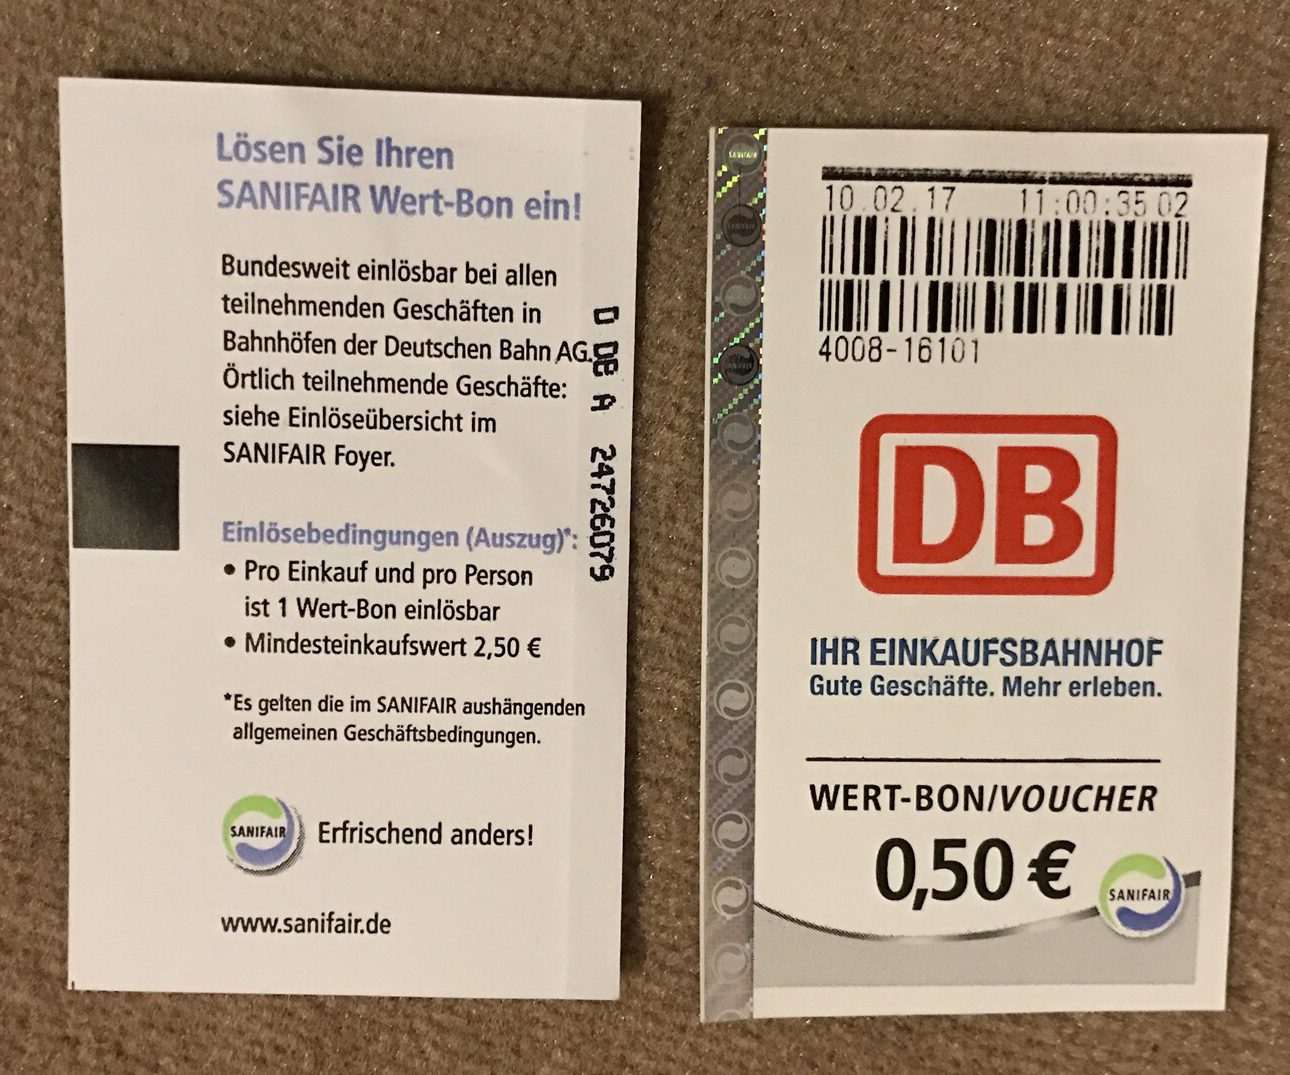 Lösen Sie Ihren
SANIFAIR Wert-Bon ein!
Bundesweit einlösbar bei allen
teilnehmenden Geschäften in
Bahnhöfen der Deutschen Bahn AG.
Örtlich teilnehmende Geschäfte:
siehe Einlöseübersicht im
SANIFAIR Foyer.
Einlösebedingungen (Auszug)*:
• Pro Einkauf und pro Person
ist 1 Wert-Bon einlösbar
• Mindesteinkaufswert 2,50 €
*Es gelten die im SANIFAIR aushängenden
allgemeinen Geschäftsbedingungen.
SANIFAIR Erfrischend anders!
www.sanifair.de
D DB A 24726079
SANIFAIR
SANIFAIR
SANIFAIR
10.02.17 11:00:35 02
4008-16101
DB
IHR EINKAUFSBAHNHOF
Gute Geschäfte. Mehr erleben.
WERT-BON/VOUCHER
0,50 €
SANIFAIR